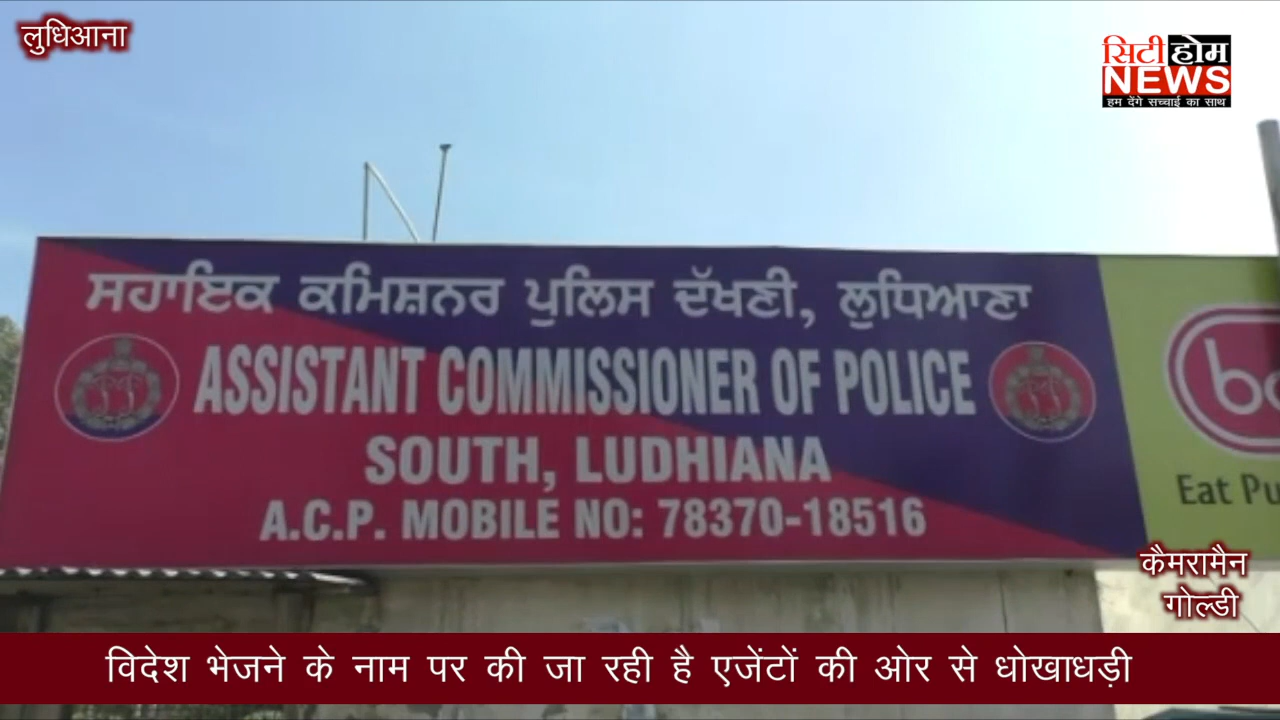 लुधिआना
सिटी होम
NEWS
हम देंगे सच्चाई का साथ
ਸਹਾਇਕ ਕਮਿਸ਼ਨਰ ਪੁਲਿਸ ਦੱਖਣੀ, ਲੁਧਿਆਣਾ
ASSISTANT COMMISSIONER OF POLICE
SOUTH, LUDHIANA
A.C.P. MOBILE NO: 78370-18516
Eat
कैमरामैन
गोल्डी
विदेश भेजने के नाम पर की जा रही है एजेंटों की ओर से धोखाधड़ी